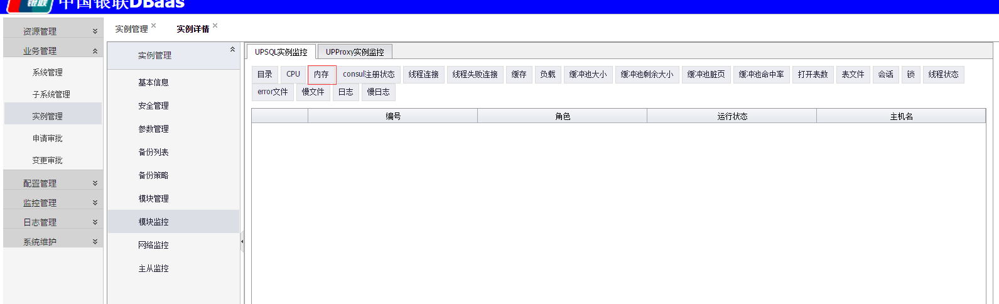 银联 中国银联DBaas
资源管理
业务管理
系统管理
子系统管理
实例管理
申请审批
变更审批
配置管理
监控管理
日志管理
系统维护
实例管理 实例详情
实例管理
基本信息
安全管理
参数管理
备份列表
备份策略
模块管理
模块监控
网络监控
主从监控
UPSQL实例监控 UPProxy实例监控
目录 CPU 内存 consul注册状态 线程连接 线程失败连接 缓存 负载 缓冲池大小 缓冲池剩余大小 缓冲池脏页 缓冲池命中率 打开表数 表文件 会话 锁 线程状态
error文件 慢文件 日志 慢日志
编号 角色 运行状态 主机名